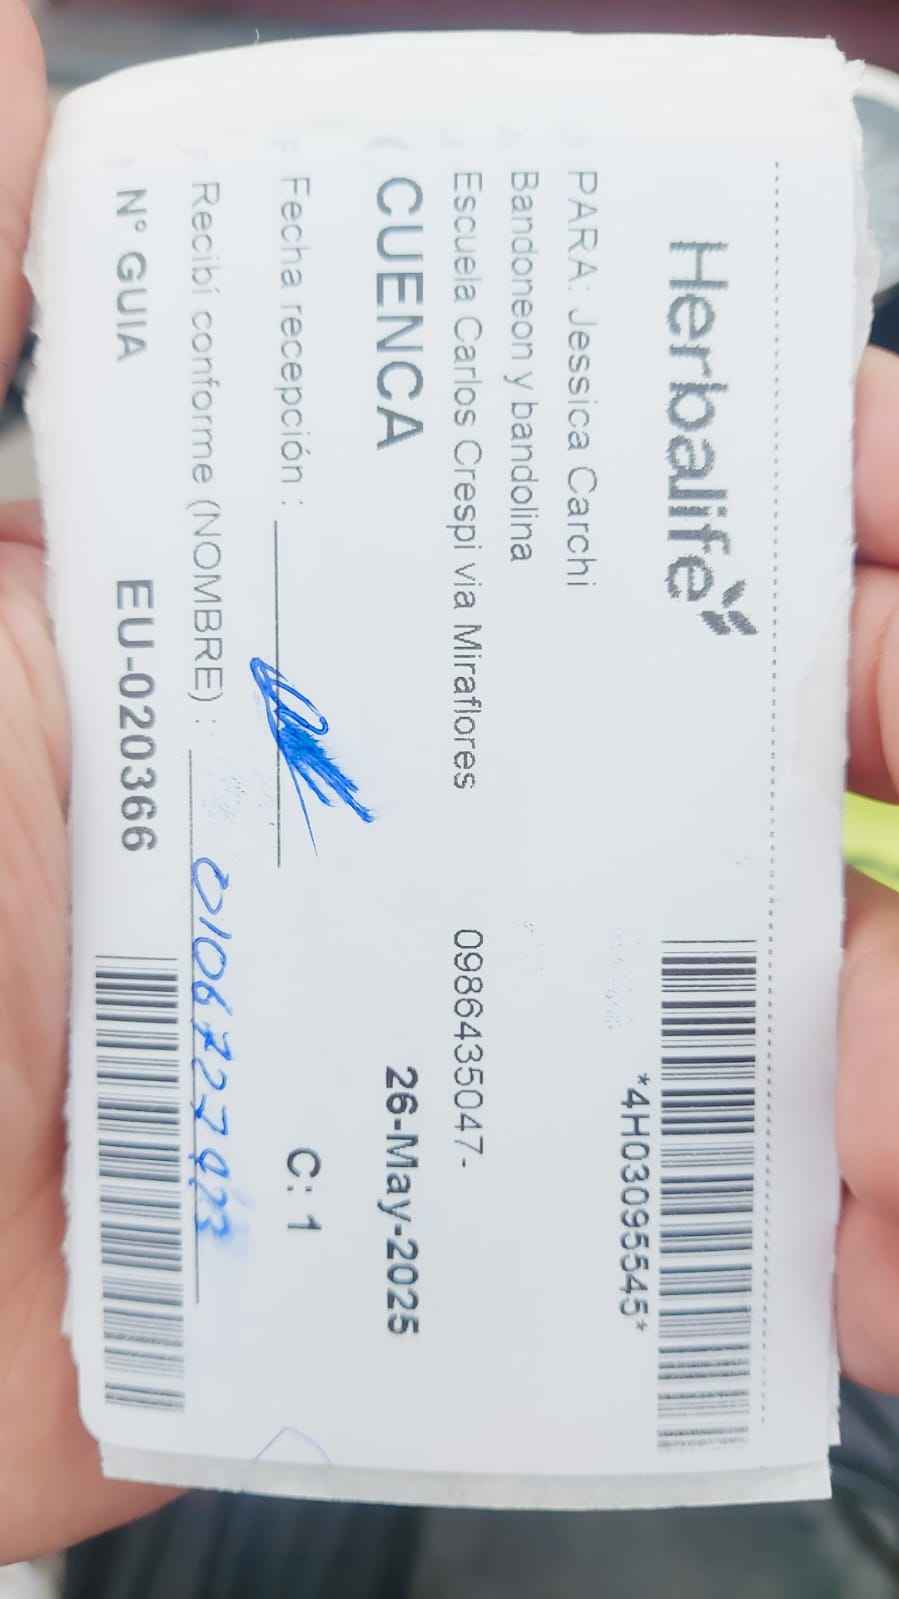 Herbalife
*4H03095545*
PARA: Jessica Carchi
Bandoneon y bandolina
Escuela Carlos Crespi via Miraflores 0986435047-
CUENCA 26-May-2025
Fecha recepción : C: 1
Recibí conforme (NOMBRE) :
N° GUIA EU-020366